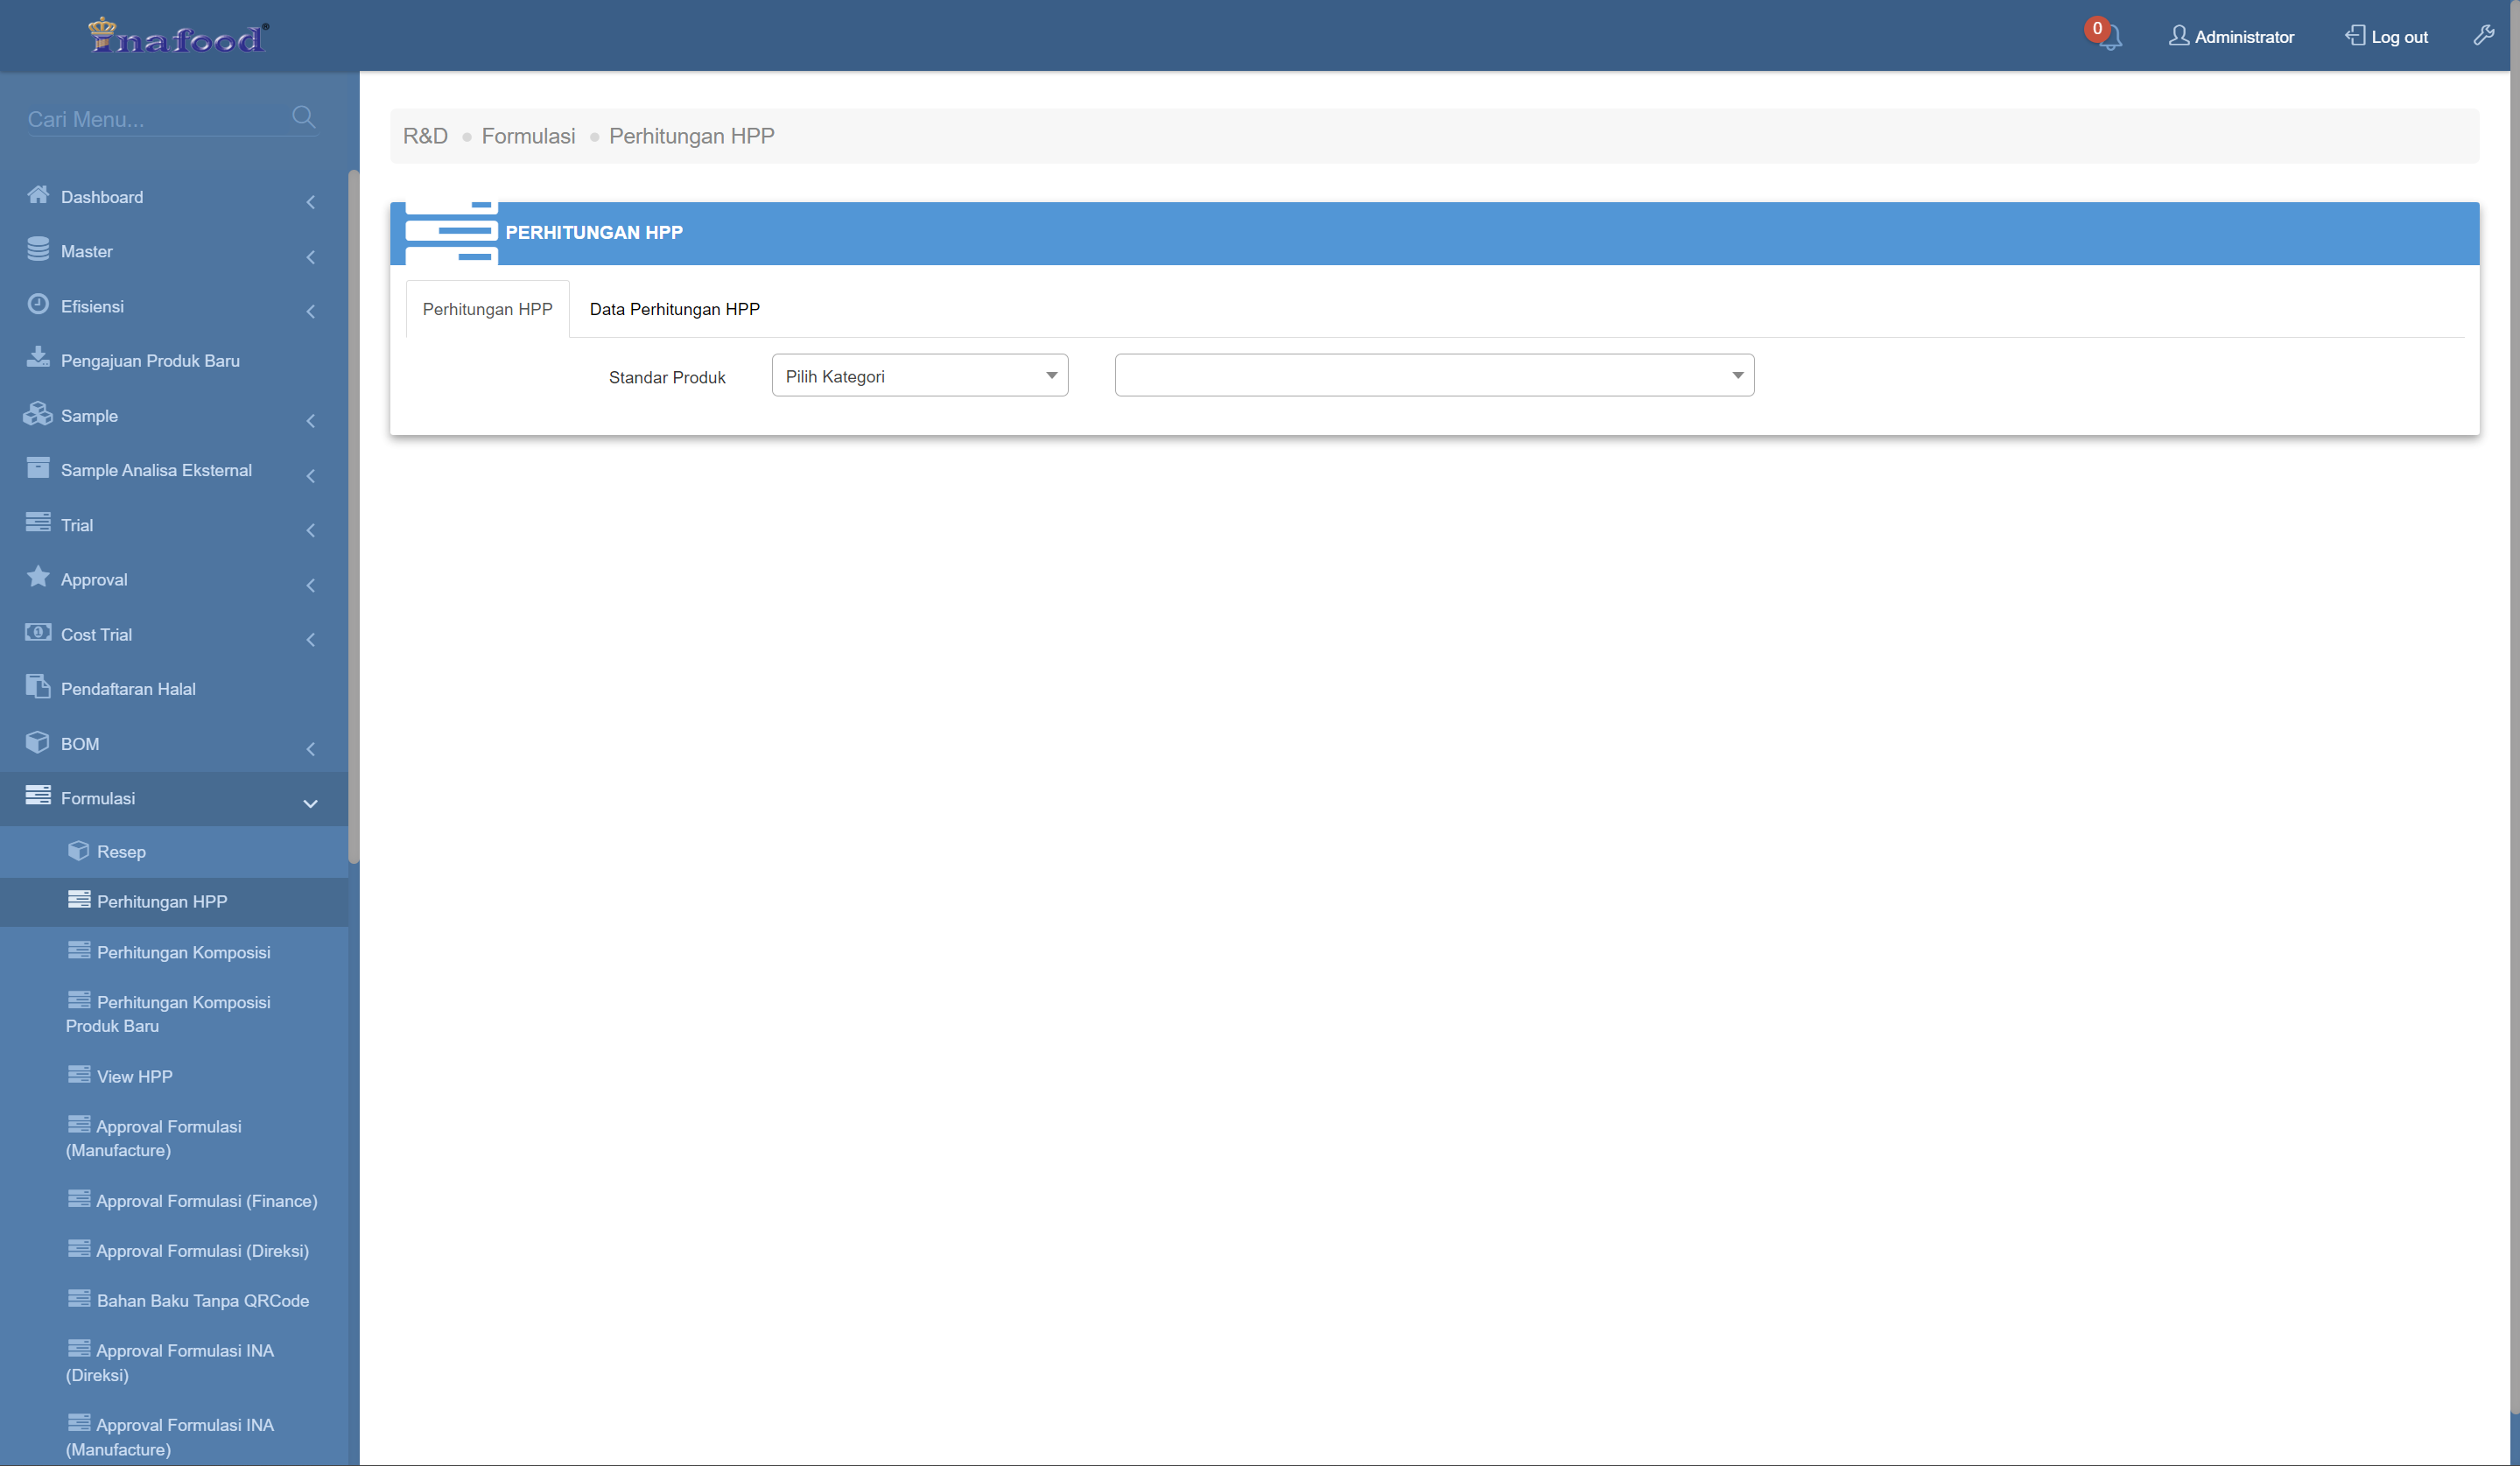 Inafood®
0
Administrator
Log out
Cari Menu...
Dashboard
Master
Efisiensi
Pengajuan Produk Baru
Sample
Sample Analisa Eksternal
Trial
Approval
Cost Trial
Pendaftaran Halal
BOM
Formulasi
Resep
Perhitungan HPP
Perhitungan Komposisi
Perhitungan Komposisi
Produk Baru
View HPP
Approval Formulasi
(Manufacture)
Approval Formulasi (Finance)
Approval Formulasi (Direksi)
Bahan Baku Tanpa QRCode
Approval Formulasi INA
(Direksi)
Approval Formulasi INA
(Manufacture)
R&D Formulasi Perhitungan HPP
PERHITUNGAN HPP
Perhitungan HPP Data Perhitungan HPP
Standar Produk Pilih Kategori